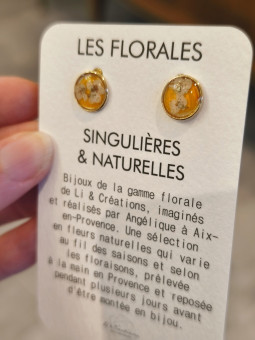 LES FLORALES
SINGULIÈRES
& NATURELLES
Bijoux de la gamme florale
de Li & Créations, imaginés
et réalisés par Angélique à Aix-
en-Provence. Une sélection
en fleurs naturelles qui varie
au fil des saisons et selon
les floraisons, prélevée
à la main en Provence et reposée
pendant plusieurs jours avant
d'être montée en bijou.